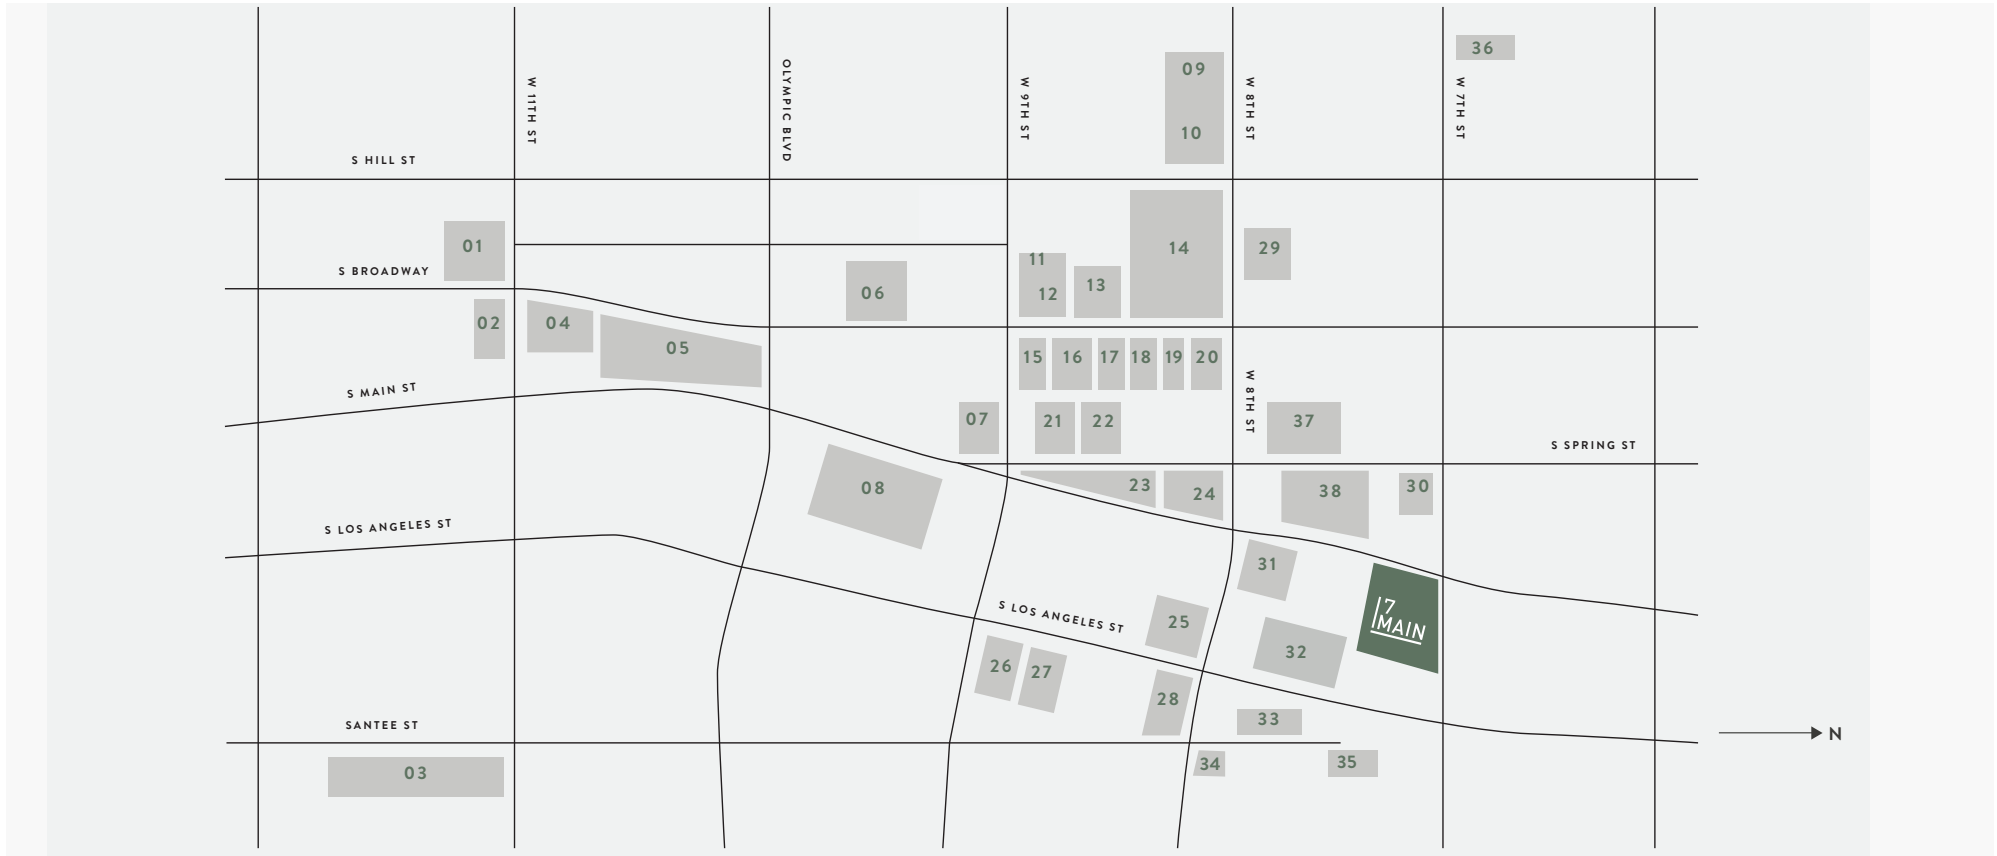 36
09
W 11TH ST
OLYMPIC BLVD
W 9TH ST
W 8TH ST
W 7TH ST
10
S HILL ST
01
14
29
11
S BROADWAY
13
06
12
02
04
05
15 16 17 18 19 20
S MAIN ST
W 8TH ST
07
21
22
37
S SPRING ST
08
23
24
38
30
S LOS ANGELES ST
31
7
MAIN
S LOS ANGELES ST
25
32
26
27
28
33
SANTEE ST
N
34
35
03